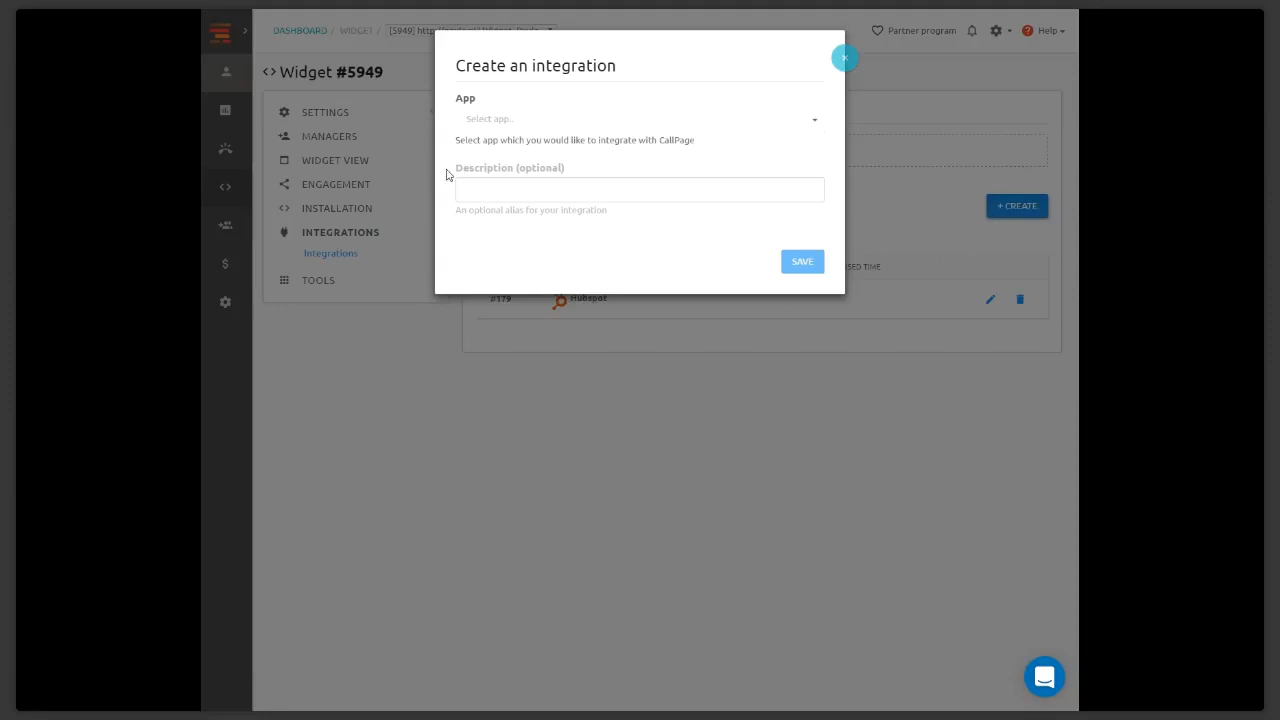 DASHBOARD / WIDGET / [5949]
Partner program
Help
Widget #5949
SETTINGS
MANAGERS
WIDGET VIEW
ENGAGEMENT
INSTALLATION
INTEGRATIONS
Integrations
TOOLS
Create an integration
App
Select app..
Select app which you would like to integrate with CallPage
Description (optional)
An optional alias for your integration
SAVE
+ CREATE
TIME
#179
Hubspot